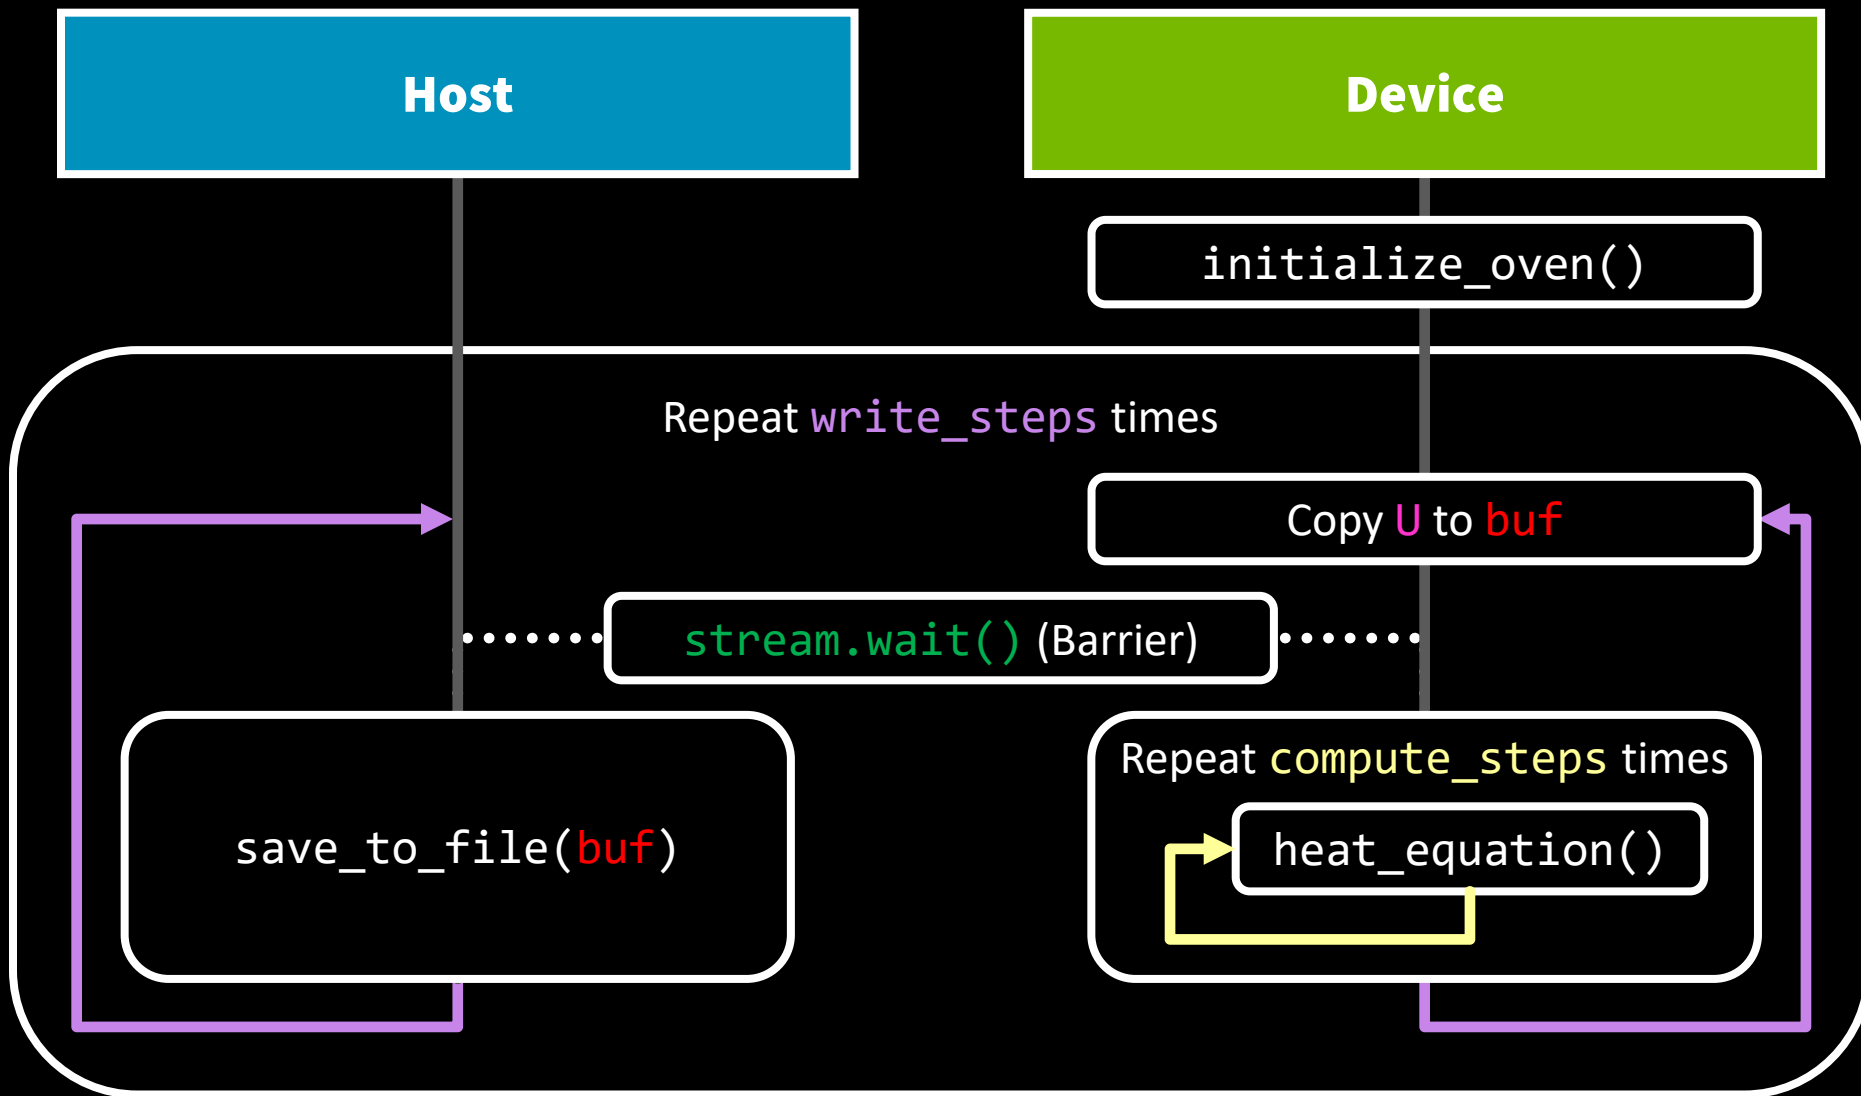 Host
Device
initialize_oven()
Repeat write_steps times
Copy U to buf
stream.wait() (Barrier)
save_to_file(buf)
Repeat compute_steps times
heat_equation()